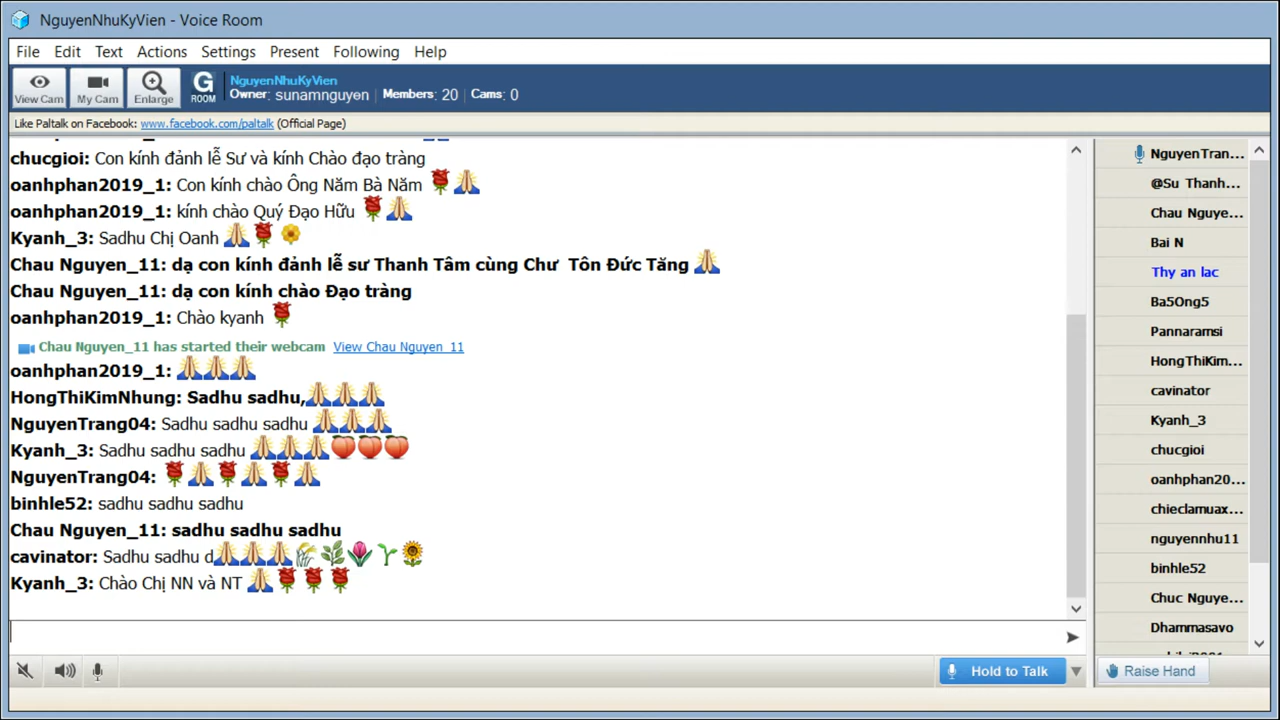 NguyenNhuKyVien - Voice Room
File Edit Text Actions Settings Present Following Help
View Cam My Cam Enlarge G ROOM
NguyenNhuKyVien
Owner: sunamnguyen Members: 20 Cams: 0
Like Paltalk on Facebook: www.facebook.com/paltalk (Official Page)
chucgioi: Con kính đảnh lễ Sư và kính Chào đạo tràng
oanhphan2019_1: Con kính chào Ông Năm Bà Năm 🌹🙏
oanhphan2019_1: kính chào Quý Đạo Hữu 🌹🙏
Kyanh_3: Sadhu Chị Oanh 🙏🌹🌼
Chau Nguyen_11: dạ con kính đảnh lễ sư Thanh Tâm cùng Chư Tôn Đức Tăng 🙏
Chau Nguyen_11: dạ con kính chào Đạo tràng
oanhphan2019_1: Chào kyanh 🌹
Chau Nguyen_11 has started their webcam View Chau Nguyen_11
oanhphan2019_1: 🙏🙏🙏
HongThiKimNhung: Sadhu sadhu,🙏🙏🙏
NguyenTrang04: Sadhu sadhu sadhu 🙏🙏🙏
Kyanh_3: Sadhu sadhu sadhu 🙏🙏🙏🍑🍑🍑
NguyenTrang04: 🌹🙏🌹🙏🌹🙏
binhle52: sadhu sadhu sadhu
Chau Nguyen_11: sadhu sadhu sadhu
cavinator: Sadhu sadhu d🙏🙏🙏🌾🌿🌷🌱🌻
Kyanh_3: Chào Chị NN và NT 🙏🌹🌹🌹
NguyenTran...
@Su Thanh...
Chau Nguye...
Bai N
Thy an lac
Ba5Ong5
Pannaramsi
HongThiKim...
cavinator
Kyanh_3
chucgioi
oanhphan20...
chieclamuax...
nguyennhu11
binhle52
Chuc Nguye...
Dhammasavo
Hold to Talk
Raise Hand